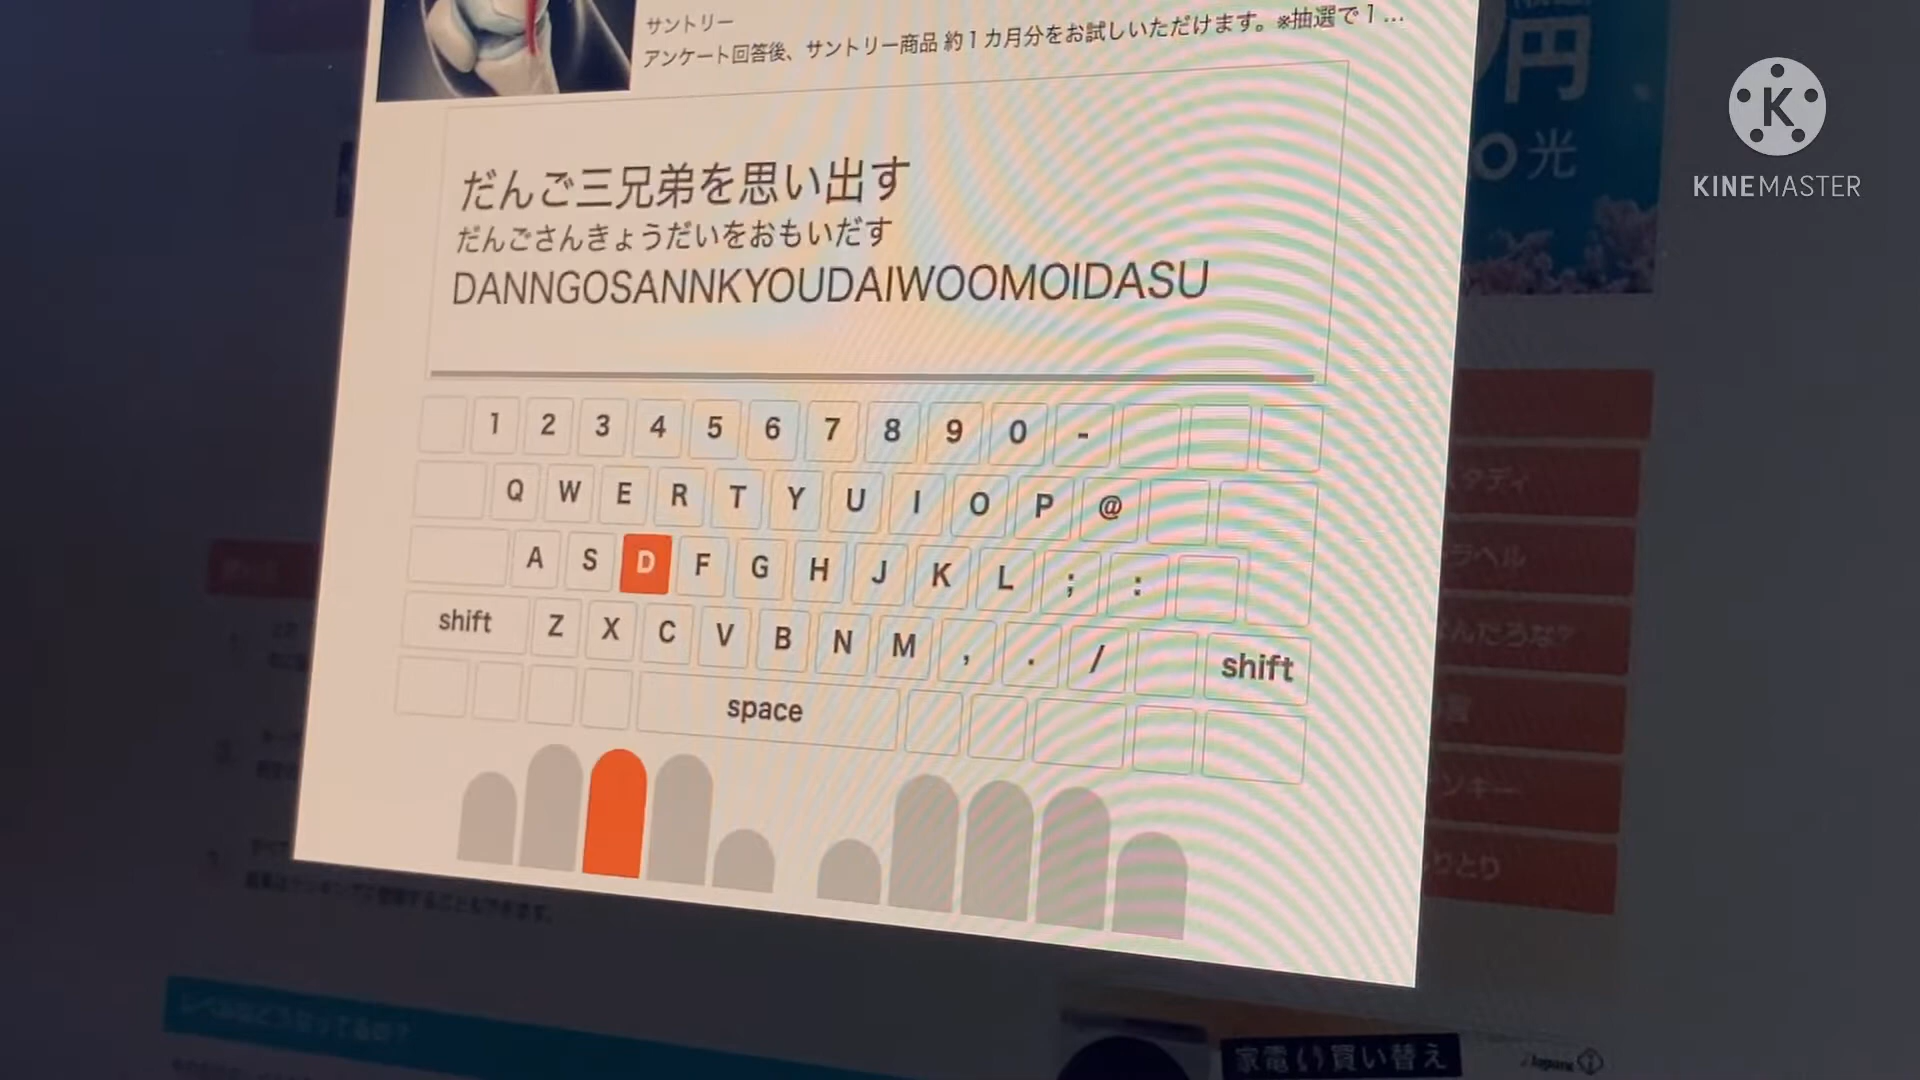 サントリー
アンケート回答後、サントリー商品 約1カ月分をお試しいただけます。※抽選で1…
円
光
KINEMASTER
だんご三兄弟を思い出す
だんごさんきょうだいをおもいだす
DANNGOSANNKYOUDAIWOOMOIDASU
1 2 3 4 5 6 7 8 9 0 -
Q W E R T Y U I O P @
A S D F G H J K L ; :
shift Z X C V B N M , . / shift
space
家電 買い替え